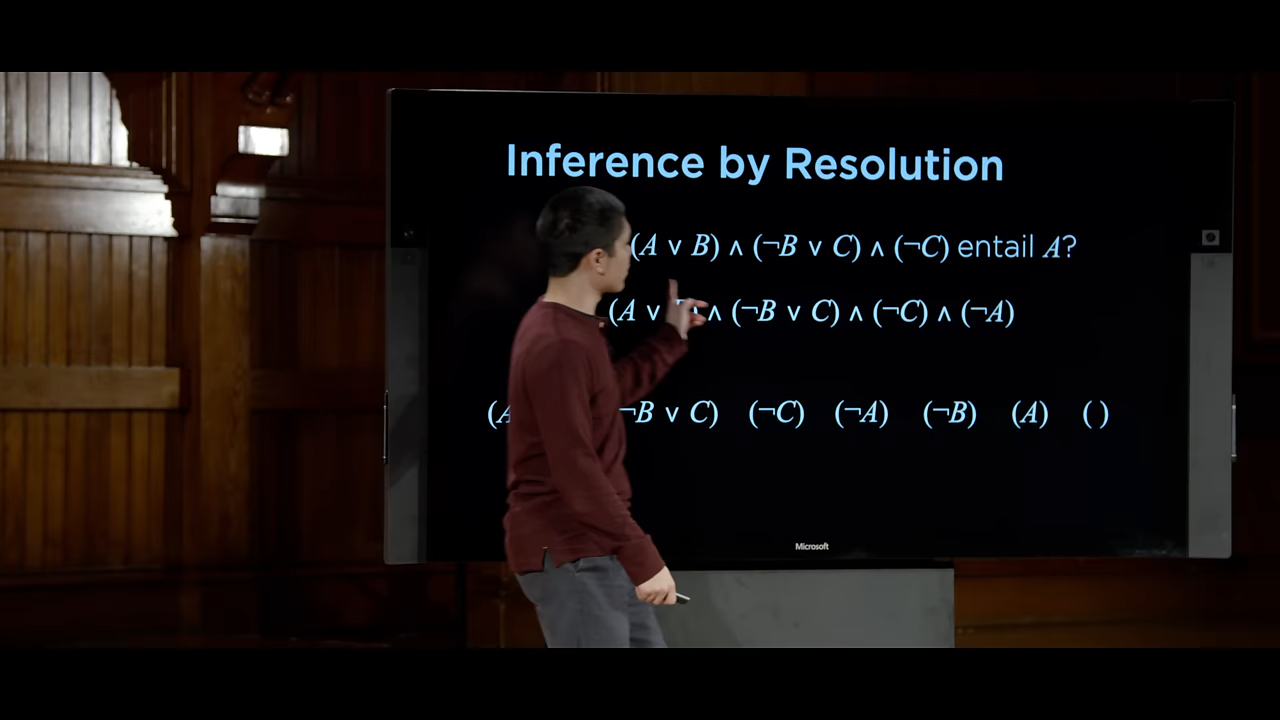 Inference by Resolution
(A ∨ B) ∧ (¬B ∨ C) ∧ (¬C) entail A?
(A ∨ ∧ (¬B ∨ C) ∧ (¬C) ∧ (¬A)
(A ¬B ∨ C) (¬C) (¬A) (¬B) (A) ( )
Microsoft